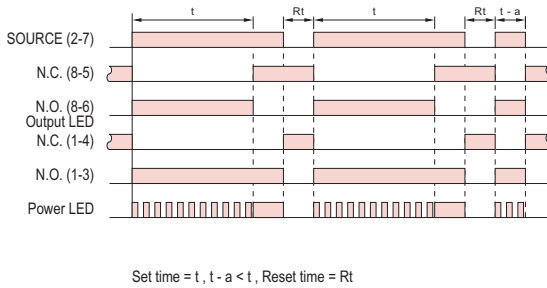 t Rt t Rt t - a
SOURCE (2-7)
N.C. (8-5)
N.O. (8-6)
Output LED
N.C. (1-4)
N.O. (1-3)
Power LED
Set time = t , t - a < t , Reset time = Rt